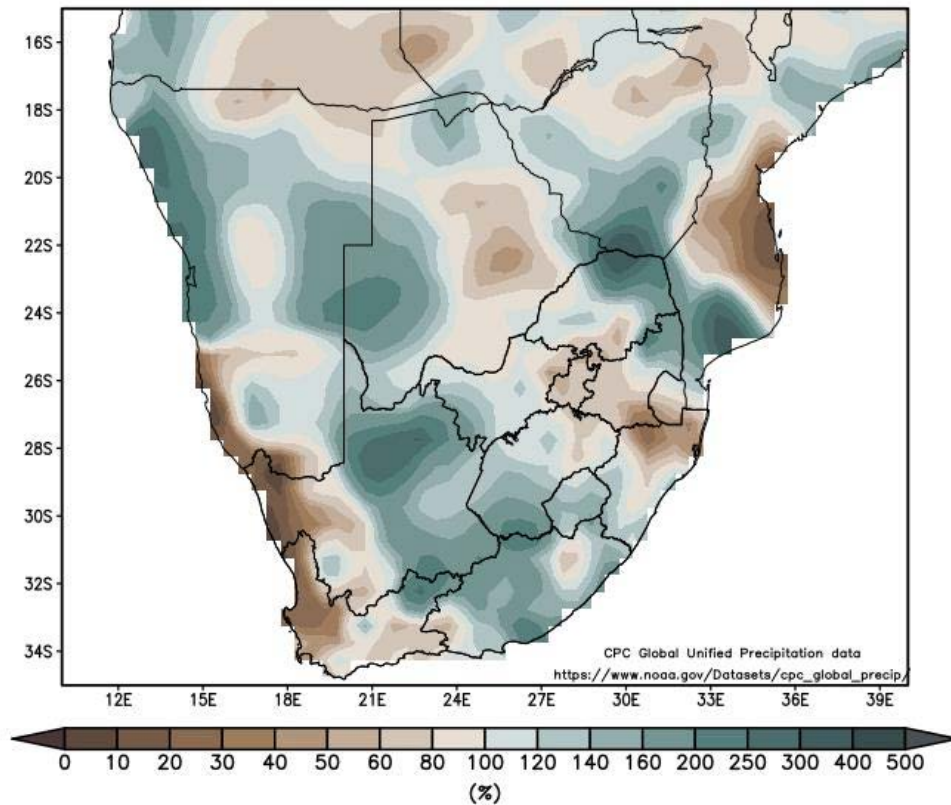 16S
18S
20S
22S
24S
26S
28S
30S
32S
34S
CPC Global Unified Precipitation data
https://www.noaa.gov/Datasets/cpc_global_precip/
12E 15E 18E 21E 24E 27E 30E 33E 36E 39E
0 10 20 30 40 50 60 80 100 120 140 160 200 250 300 400 500
(%)